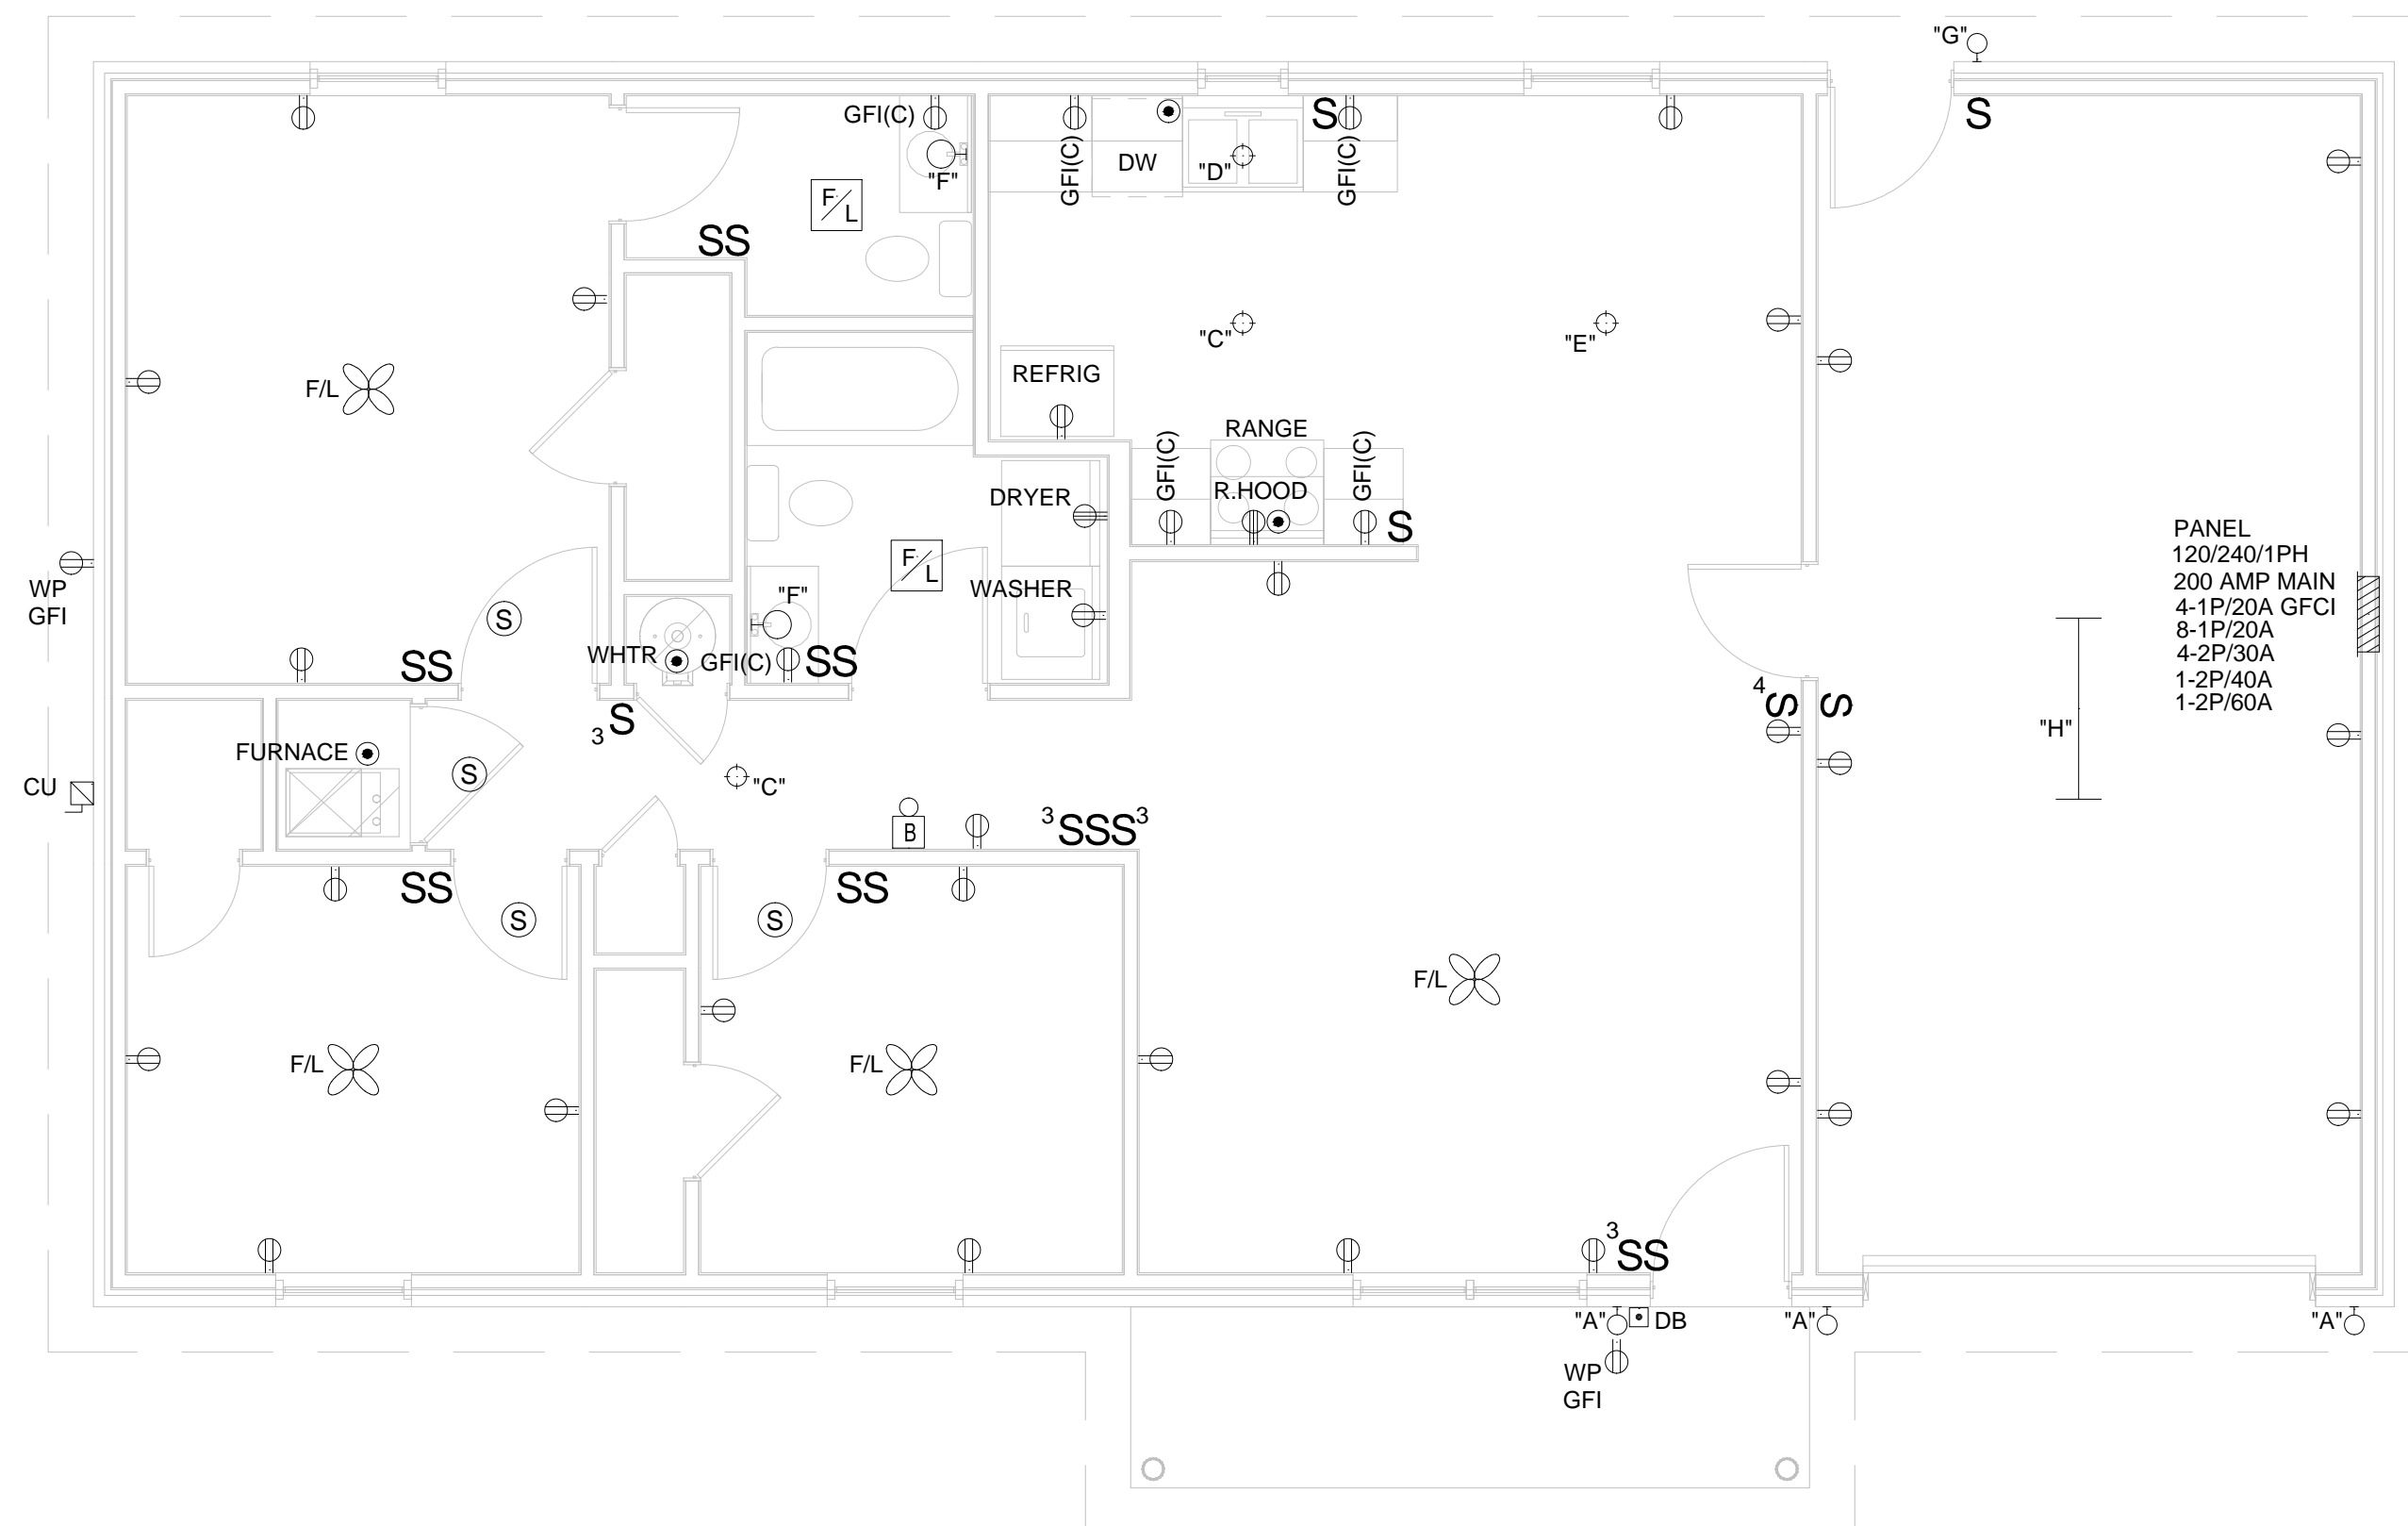 "G"
GFI(C)
S
S
"F"
GFI(C)
DW
"D"
GFI(C)
F/L
SS
"C"
"E"
F/L
REFRIG
RANGE
GFI(C)
R.HOOD
GFI(C)
DRYER
S
WP
GFI
F/L
WASHER
"F"
S
PANEL
120/240/1PH
200 AMP MAIN
4-1P/20A GFCI
8-1P/20A
4-2P/30A
1-2P/40A
1-2P/60A
SS
WHTR
GFI(C)
SS
3 S
4 S
S
"H"
FURNACE
S
CU
"C"
B
3 SSS 3
SS
SS
S
S
F/L
F/L
F/L
3 SS
"A"
DB
"A"
"A"
WP
GFI